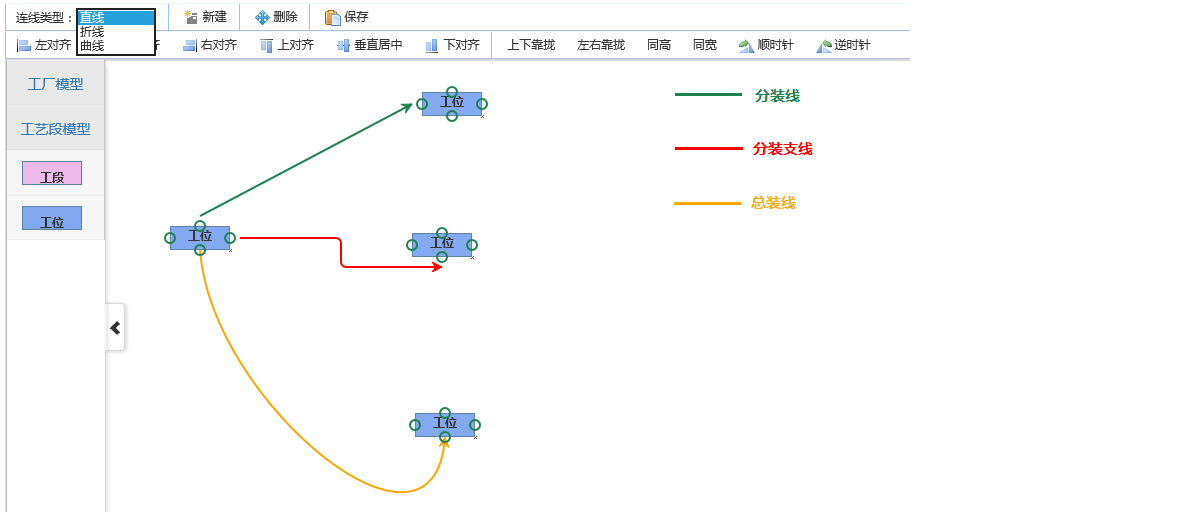 连线类型： 直线 新建 删除 保存
折线
曲线
左对齐 齐 右对齐 上对齐 垂直居中 下对齐 上下靠拢 左右靠拢 同高 同宽 顺时针 逆时针
工厂模型
工艺段模型
工段
工位
工位
工位
工位
工位
分装线
分装支线
总装线